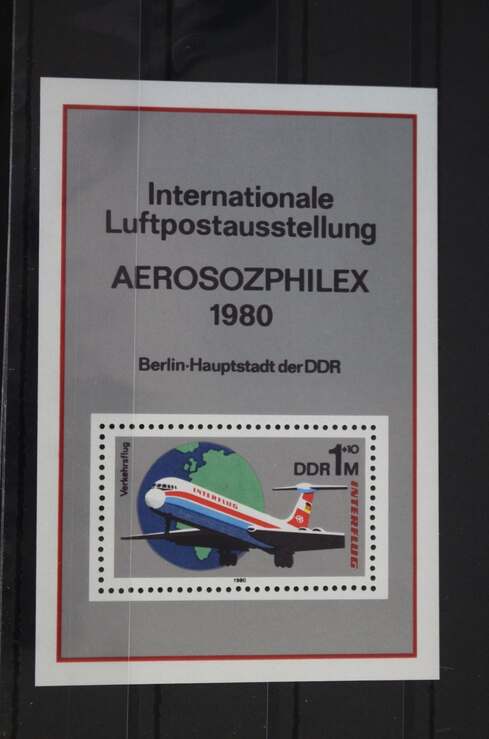 Internationale
Luftpostausstellung
AEROSOZPHILEX
1980
Berlin-Hauptstadt der DDR
Verkehrsflug
DDR 1+10 M
INTERFLUG
INTERFLUG
1980